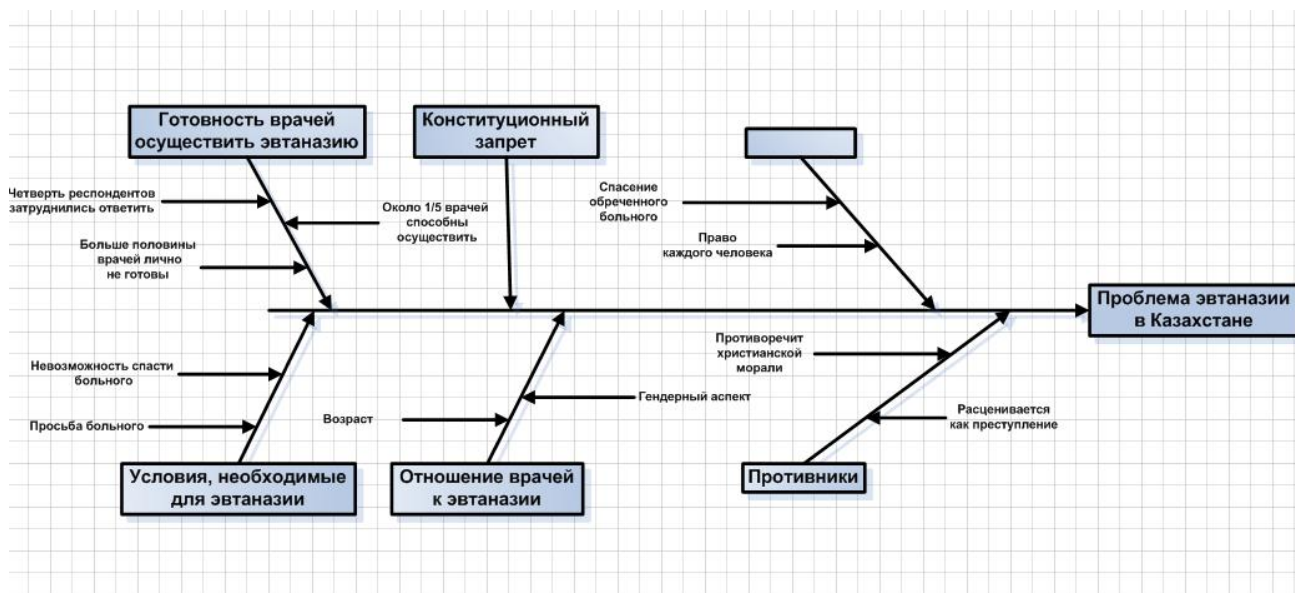 Готовность врачей
осуществить эвтаназию
Конституционный
запрет
Четверть респондентов
затруднились ответить
Около 1/5 врачей
способны
осуществить
Больше половины
врачей лично
не готовы
Спасение
обреченного
больного
Право
каждого человека
Проблема эвтаназии
в Казахстане
Невозможность спасти
больного
Просьба больного
Возраст
Гендерный аспект
Противоречит
христианской
морали
Расценивается
как преступление
Условия, необходимые
для эвтаназии
Отношение врачей
к эвтаназии
Противники